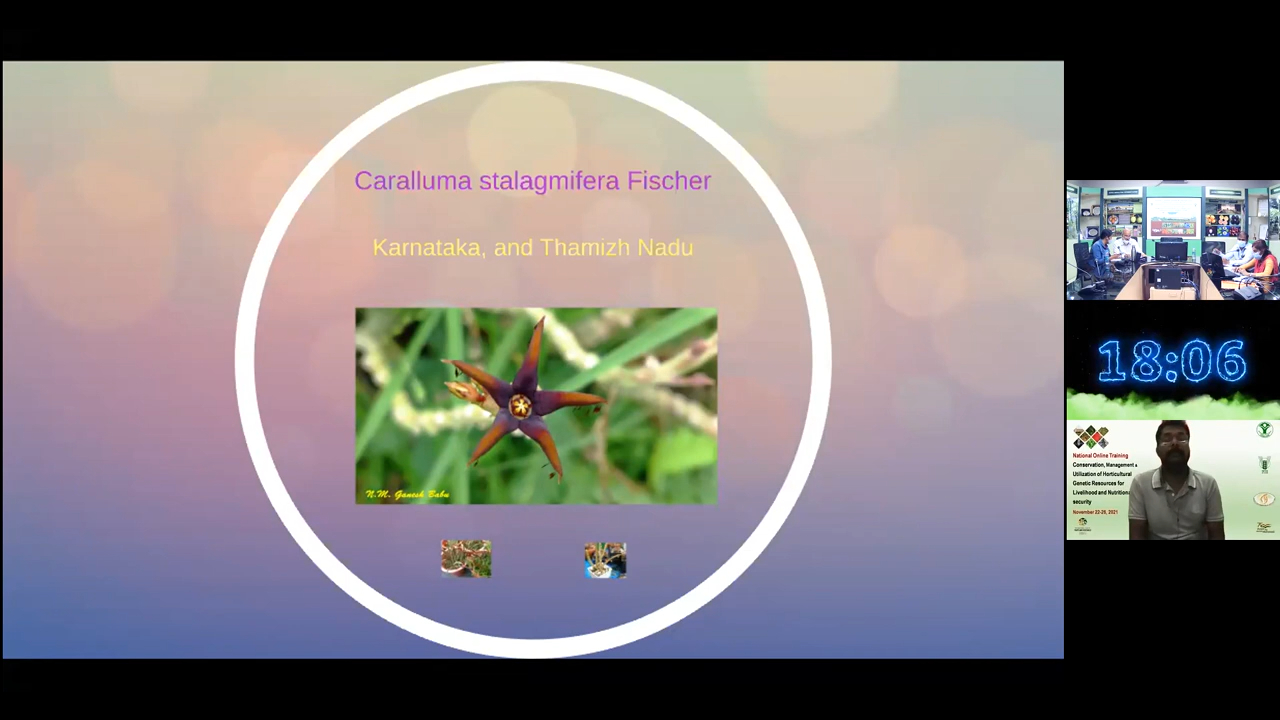 Caralluma stalagmifera Fischer
Karnataka, and Thamizh Nadu
N.M. Ganesh Babu
18:06
National Online Training
Conservation, Management &
Utilization of Horticultural
Genetic Resources for
Livelihood and Nutritional
security
November 22-26, 2021